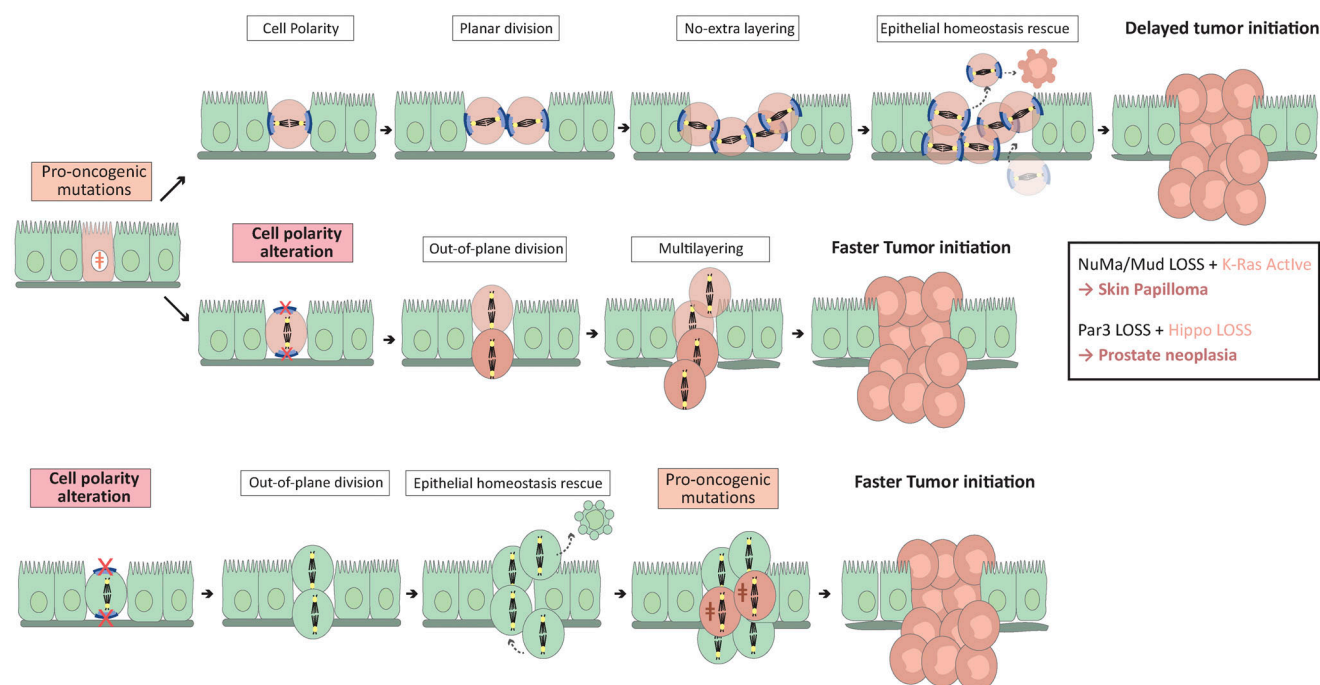 Cell Polarity
Planar division
No-extra layering
Epithelial homeostasis rescue
Delayed tumor initiation
Pro-oncogenic
mutations
Cell polarity
alteration
Out-of-plane division
Multilayering
Faster Tumor initiation
NuMa/Mud LOSS + K-Ras ActIve
→ Skin Papilloma
Par3 LOSS + Hippo LOSS
→ Prostate neoplasia
Cell polarity
alteration
Out-of-plane division
Epithelial homeostasis rescue
Pro-oncogenic
mutations
Faster Tumor initiation